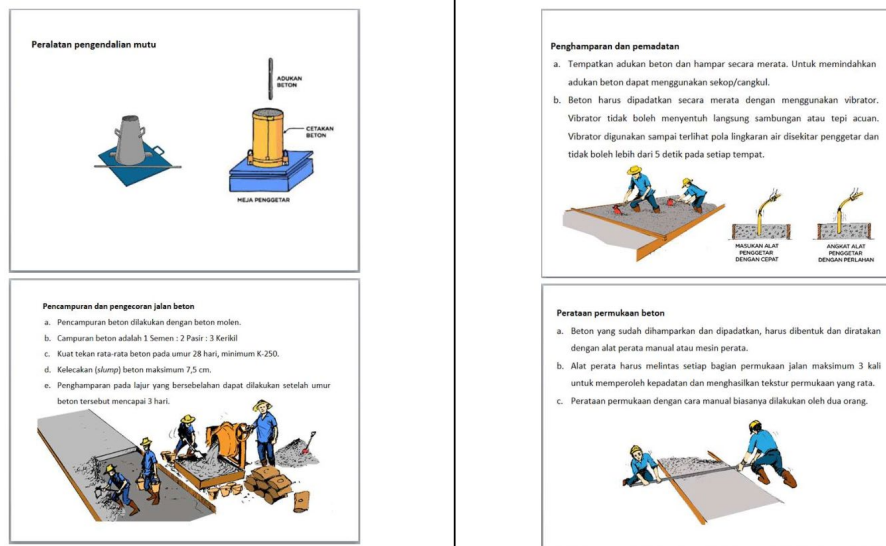 Peralatan pengendalian mutu
ADUKAN
BETON
CETAKAN
BETON
MEJA PENGGETAR
Pencampuran dan pengecoran jalan beton
a. Pencampuran beton dilakukan dengan beton molen.
b. Campuran beton adalah 1 Semen : 2 Pasir : 3 Kerikil
c. Kuat tekan rata-rata beton pada umur 28 hari, minimum K-250.
d. Kelecakan (slump) beton maksimum 7,5 cm.
e. Penghamparan pada lajur yang bersebelahan dapat dilakukan setelah umur
beton tersebut mencapai 3 hari.
Penghamparan dan pemadatan
a. Tempatkan adukan beton dan hampar secara merata. Untuk memindahkan
adukan beton dapat menggunakan sekop/cangkul.
b. Beton harus dipadatkan secara merata dengan menggunakan vibrator.
Vibrator tidak boleh menyentuh langsung sambungan atau tepi acuan.
Vibrator digunakan sampai terlihat pola lingkaran air disekitar penggetar dan
tidak boleh lebih dari 5 detik pada setiap tempat.
MASUKAN ALAT
PENGGETAR
DENGAN CEPAT
ANGKAT ALAT
PENGGETAR
DENGAN PERLAHAN
Perataan permukaan beton
a. Beton yang sudah dihamparkan dan dipadatkan, harus dibentuk dan diratakan
dengan alat perata manual atau mesin perata.
b. Alat perata harus melintas setiap bagian permukaan jalan maksimum 3 kali
untuk memperoleh kepadatan dan menghasilkan tekstur permukaan yang rata.
c. Perataan permukaan dengan cara manual biasanya dilakukan oleh dua orang.